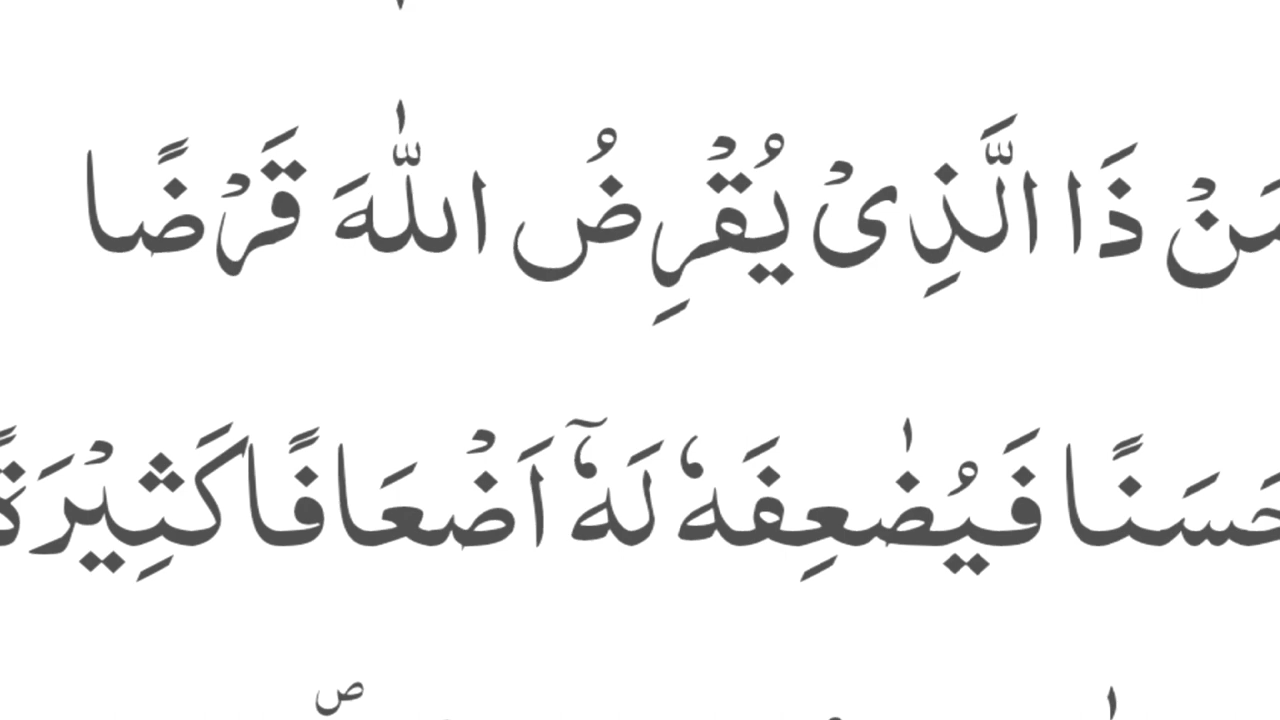 مَنْ ذَا الَّذِیْ یُقْرِضُ اللّٰهَ قَرْضًا
حَسَنًا فَیُضٰعِفَهٗ لَهٗۤ اَضْعَافًا كَثِیْرَةً